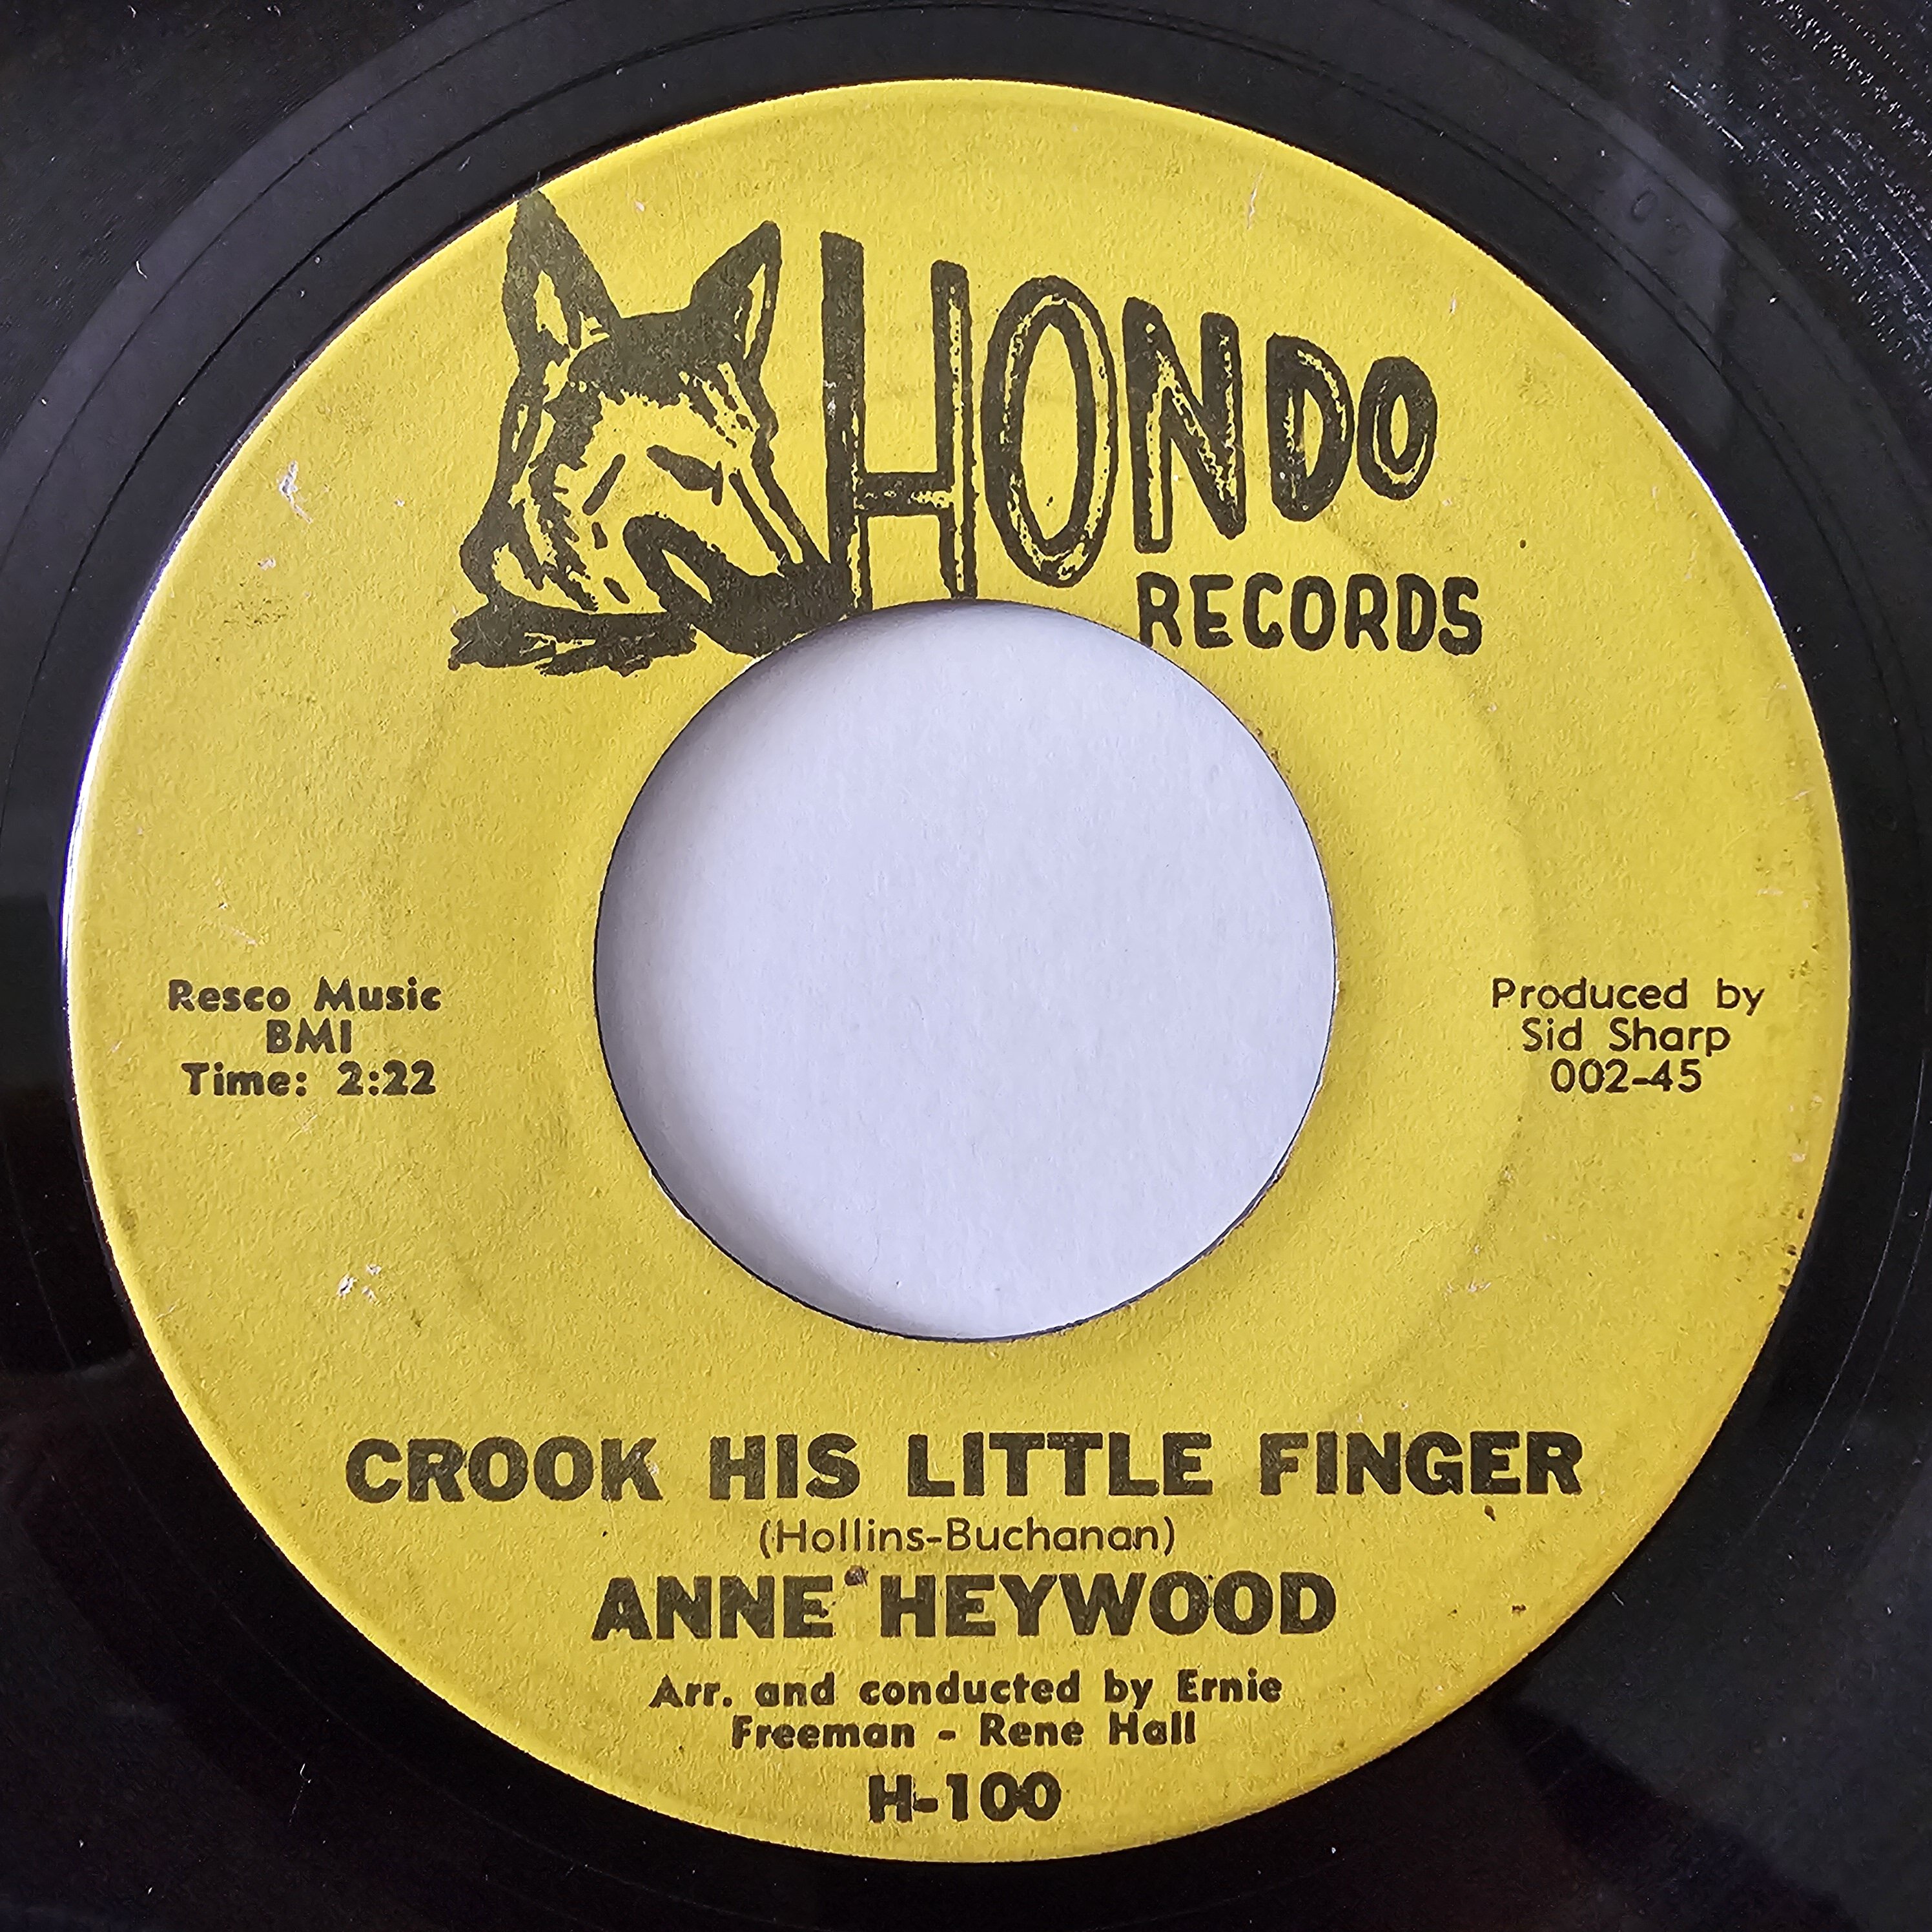 HONDO
RECORDS
Resco Music
BMI
Time: 2:22
Produced by
Sid Sharp
002-45
CROOK HIS LITTLE FINGER
(Hollins-Buchanan)
ANNE HEYWOOD
Arr. and conducted by Ernie
Freeman - Rene Hall
H-100